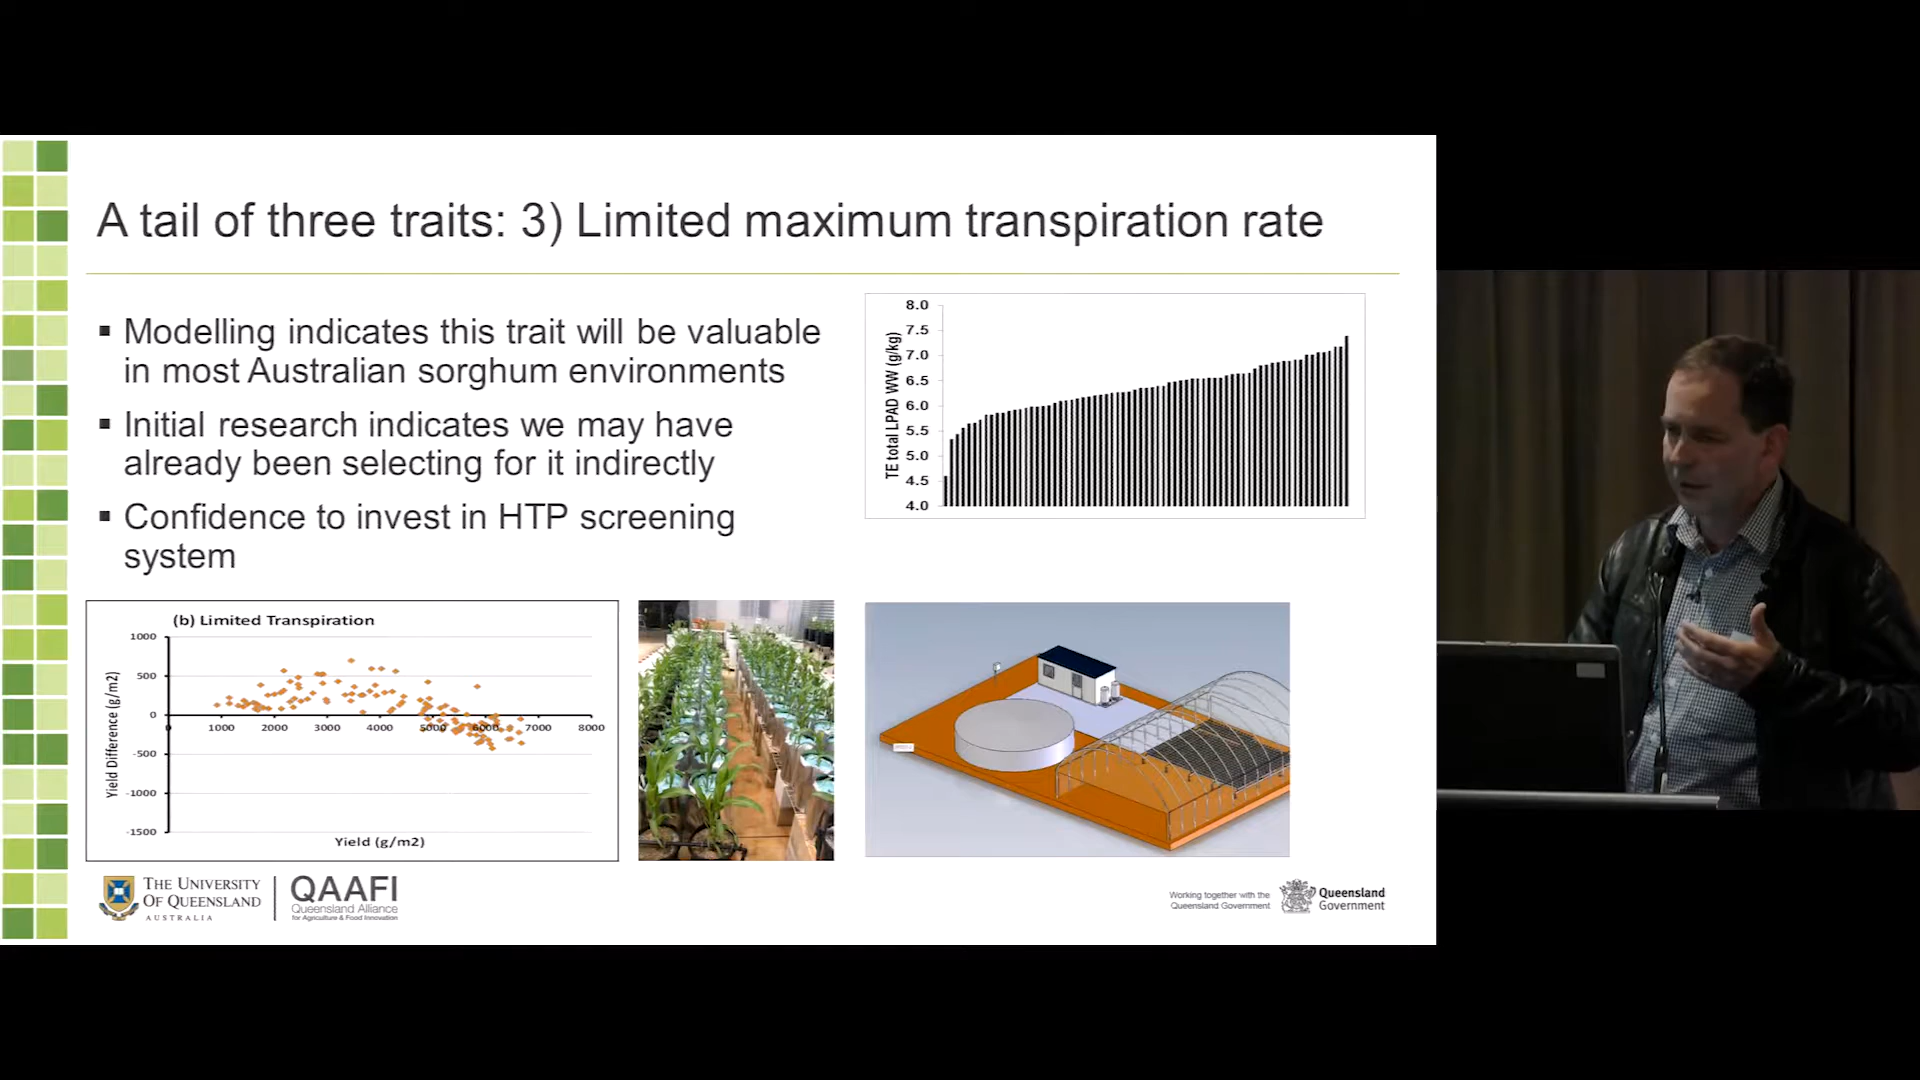 A tail of three traits: 3) Limited maximum transpiration rate
▪ Modelling indicates this trait will be valuable
in most Australian sorghum environments
▪ Initial research indicates we may have
already been selecting for it indirectly
▪ Confidence to invest in HTP screening
system
TE total LPAD WW (g/kg)
8.0
7.5
7.0
6.5
6.0
5.5
5.0
4.5
4.0
(b) Limited Transpiration
Yield Difference (g/m2)
1000
500
0
-500
-1000
-1500
0 1000 2000 3000 4000 5000 6000 7000 8000
Yield (g/m2)
THE UNIVERSITY
OF QUEENSLAND
AUSTRALIA
QAAFI
Queensland Alliance
for Agriculture & Food Innovation
Working together with the
Queensland Government
Queensland
Government